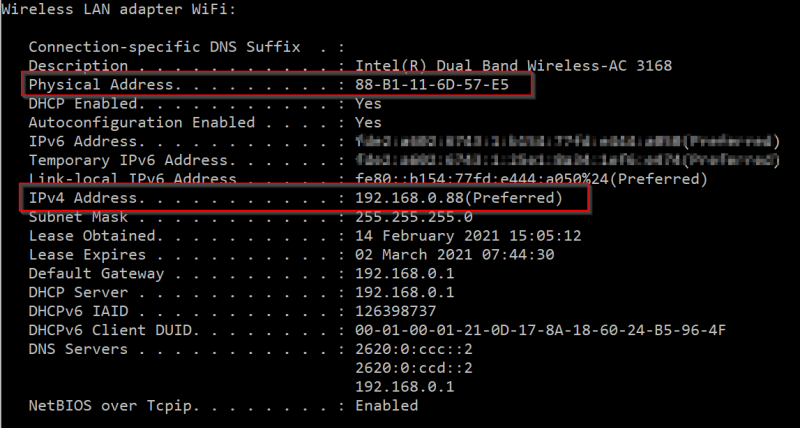 Wireless LAN adapter WiFi:
Connection-specific DNS Suffix . :
Description . . . . . . . . . . . : Intel(R) Dual Band Wireless-AC 3168
Physical Address. . . . . . . . . : 88-B1-11-6D-57-E5
DHCP Enabled. . . . . . . . . . . : Yes
Autoconfiguration Enabled . . . . : Yes
IPv6 Address. . . . . . . . . . . : (Preferred)
Temporary IPv6 Address. . . . . . : (Preferred)
Link-local IPv6 Address . . . . . : fe80::b154:77fd:e444:a050%24(Preferred)
IPv4 Address. . . . . . . . . . . : 192.168.0.88(Preferred)
Subnet Mask . . . . . . . . . . . : 255.255.255.0
Lease Obtained. . . . . . . . . . : 14 February 2021 15:05:12
Lease Expires . . . . . . . . . . : 02 March 2021 07:44:30
Default Gateway . . . . . . . . . : 192.168.0.1
DHCP Server . . . . . . . . . . . : 192.168.0.1
DHCPv6 IAID . . . . . . . . . . . : 126398737
DHCPv6 Client DUID. . . . . . . . : 00-01-00-01-21-0D-17-8A-18-60-24-B5-96-4F
DNS Servers . . . . . . . . . . . : 2620:0:ccc::2
2620:0:ccd::2
192.168.0.1
NetBIOS over Tcpip. . . . . . . . : Enabled